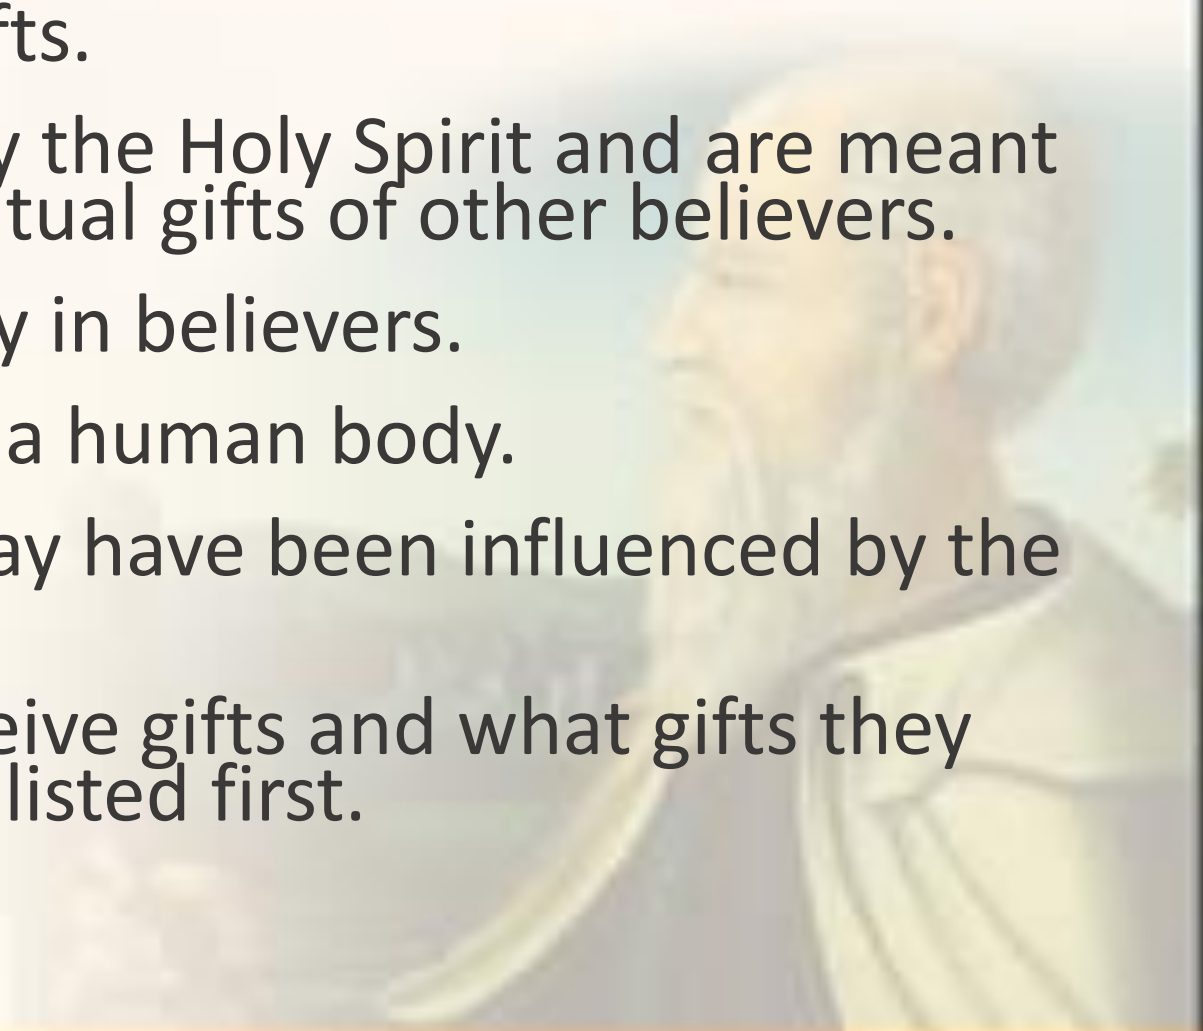 fts.
y the Holy Spirit and are meant
tual gifts of other believers.
y in believers.
a human body.
ay have been influenced by the
eive gifts and what gifts they
listed first.